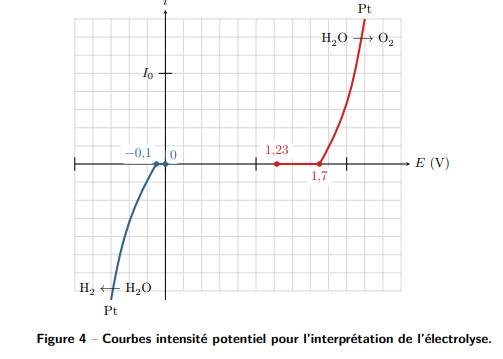 i
Pt
H₂O → O₂
I₀
−0,1
0
1,23
E (V)
1,7
H₂ ← H₂O
Pt
Figure 4 – Courbes intensité potentiel pour l'interprétation de l'électrolyse.